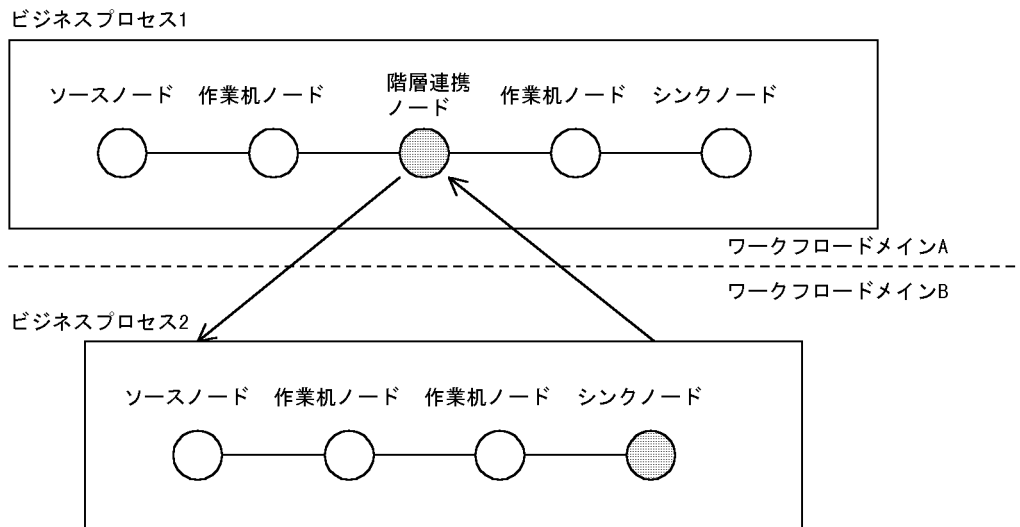 ビジネスプロセス1
ソースノード 作業机ノード 階層連携 作業机ノード シンクノード
ノード
ワークフロードメインA
ワークフロードメインB
ビジネスプロセス2
ソースノード 作業机ノード 作業机ノード シンクノード